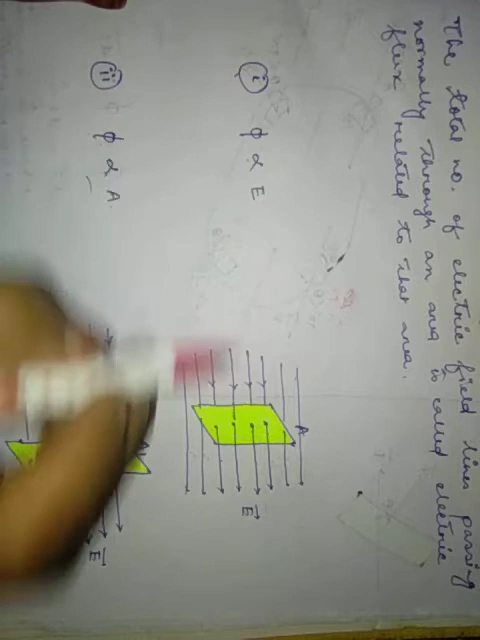 The total no. of electric field lines passing
normally through an area is called electric
flux related to that area.
(i) φ α E
A
E⃗
(ii) φ α A
A
E⃗